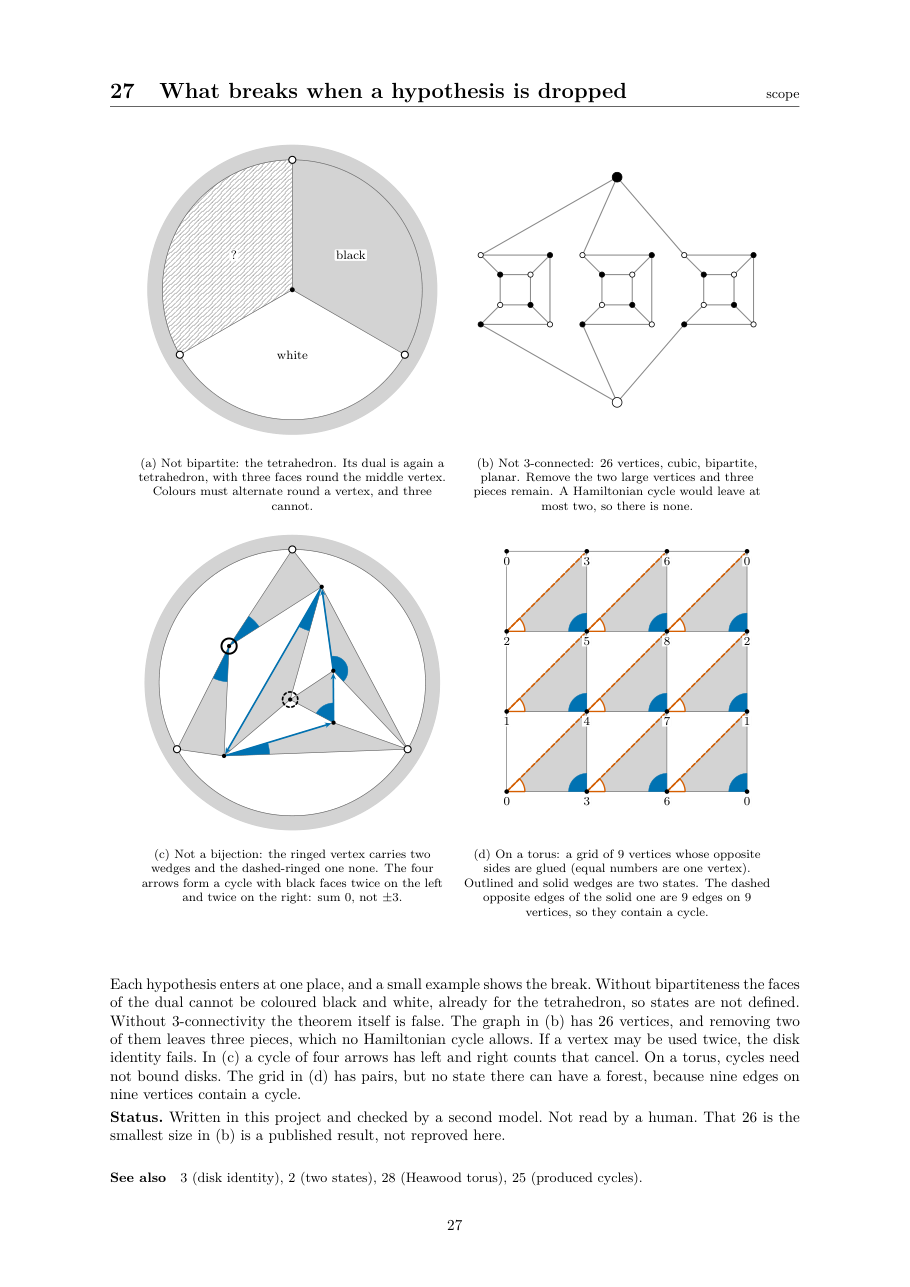 27 What breaks when a hypothesis is dropped scope
? black
white
(a) Not bipartite: the tetrahedron. Its dual is again a
tetrahedron, with three faces round the middle vertex.
Colours must alternate round a vertex, and three
cannot.
(b) Not 3-connected: 26 vertices, cubic, bipartite,
planar. Remove the two large vertices and three
pieces remain. A Hamiltonian cycle would leave at
most two, so there is none.
0 3 6 0
2 5 8 2
1 4 7 1
0 3 6 0
(c) Not a bijection: the ringed vertex carries two
wedges and the dashed-ringed one none. The four
arrows form a cycle with black faces twice on the left
and twice on the right: sum 0, not ±3.
(d) On a torus: a grid of 9 vertices whose opposite
sides are glued (equal numbers are one vertex).
Outlined and solid wedges are two states. The dashed
opposite edges of the solid one are 9 edges on 9
vertices, so they contain a cycle.
Each hypothesis enters at one place, and a small example shows the break. Without bipartiteness the faces
of the dual cannot be coloured black and white, already for the tetrahedron, so states are not defined.
Without 3-connectivity the theorem itself is false. The graph in (b) has 26 vertices, and removing two
of them leaves three pieces, which no Hamiltonian cycle allows. If a vertex may be used twice, the disk
identity fails. In (c) a cycle of four arrows has left and right counts that cancel. On a torus, cycles need
not bound disks. The grid in (d) has pairs, but no state there can have a forest, because nine edges on
nine vertices contain a cycle.
Status. Written in this project and checked by a second model. Not read by a human. That 26 is the
smallest size in (b) is a published result, not reproved here.
See also 3 (disk identity), 2 (two states), 28 (Heawood torus), 25 (produced cycles).
27